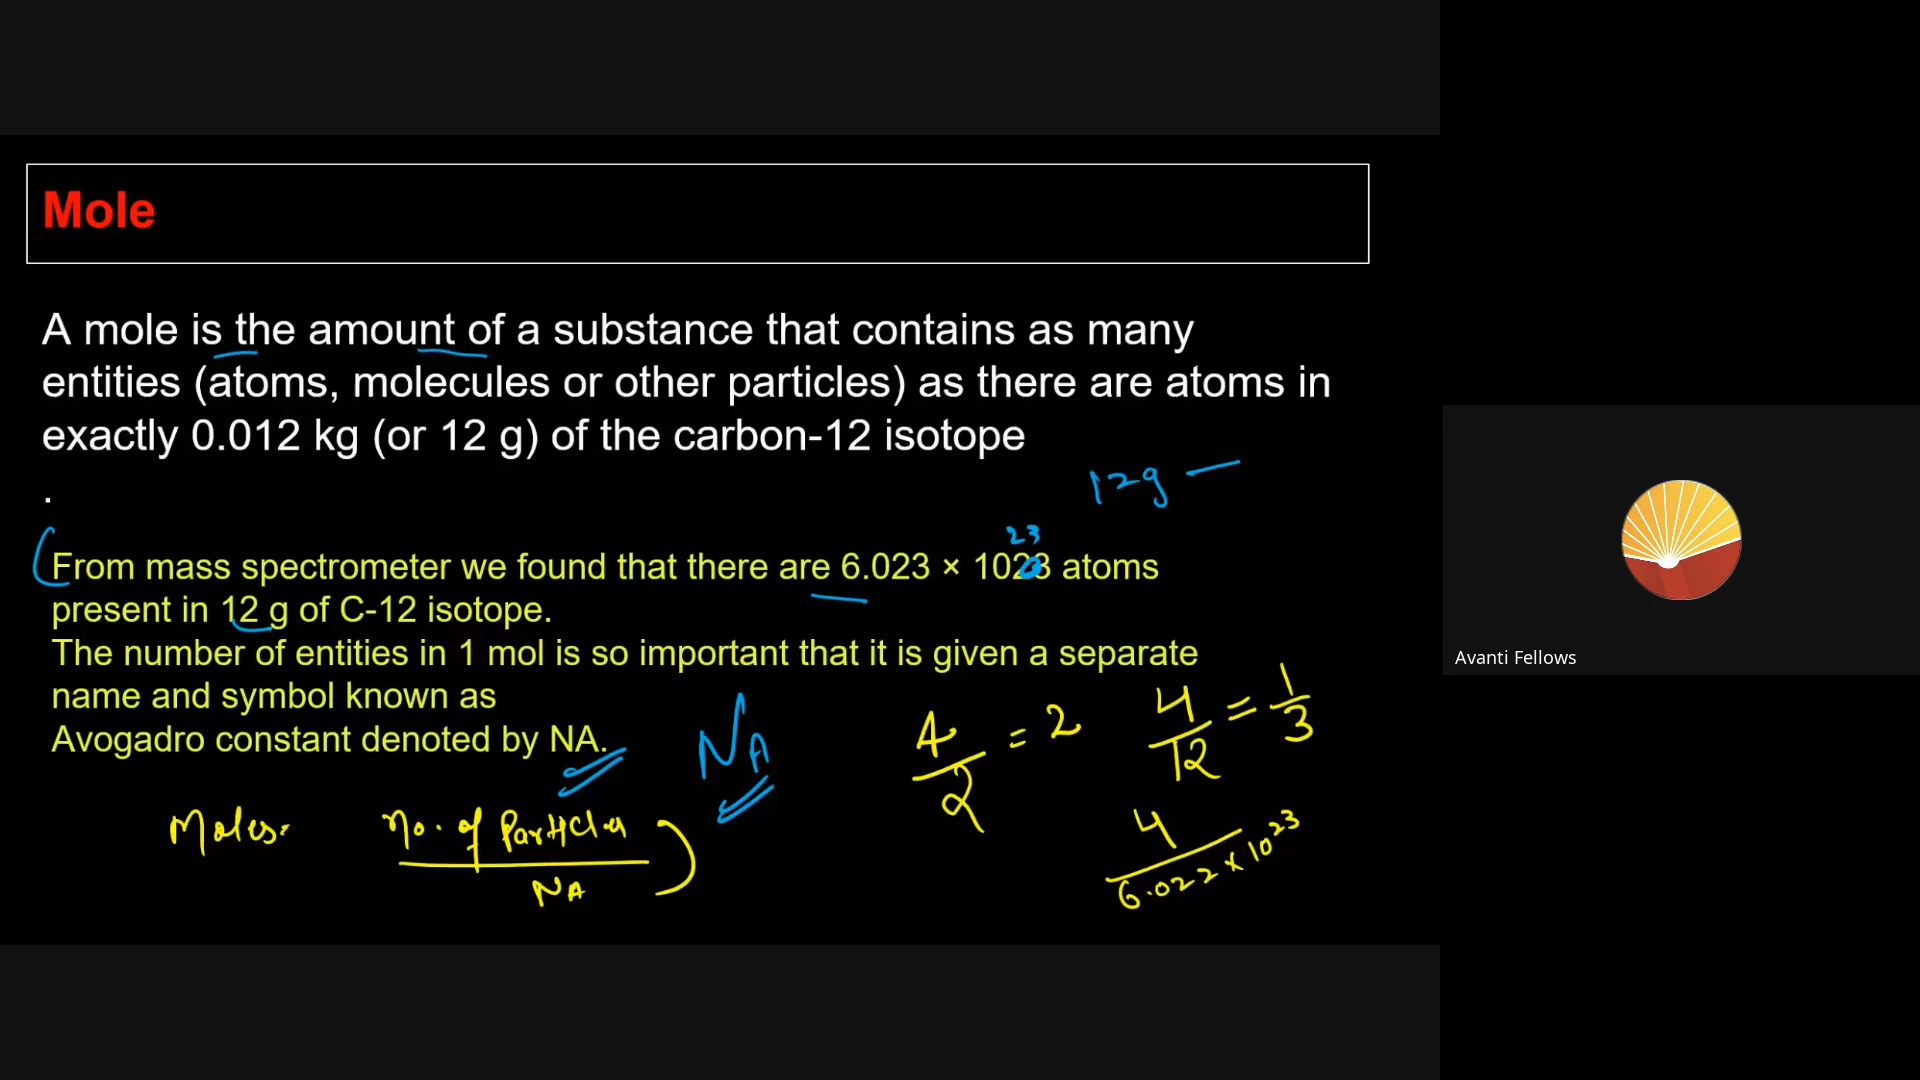 Mole
A mole is the amount of a substance that contains as many
entities (atoms, molecules or other particles) as there are atoms in
exactly 0.012 kg (or 12 g) of the carbon-12 isotope
.
12g —
23
From mass spectrometer we found that there are 6.023 × 1023 atoms
present in 12 g of C-12 isotope.
The number of entities in 1 mol is so important that it is given a separate
name and symbol known as
Avogadro constant denoted by NA.
NA
4/2 = 2
4/12 = 1/3
Moles = no. of Particles / NA
4 / 6.022 × 10^23
Avanti Fellows